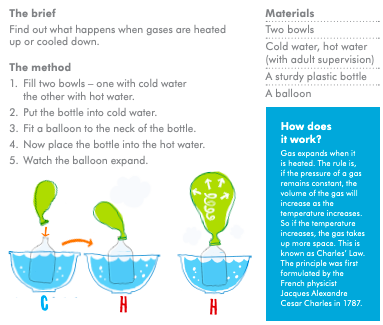 The brief
Find out what happens when gases are heated
up or cooled down.
The method
1. Fill two bowls – one with cold water
the other with hot water.
2. Put the bottle into cold water.
3. Fit a balloon to the neck of the bottle.
4. Now place the bottle into the hot water.
5. Watch the balloon expand.
C
H
H
Materials
Two bowls
Cold water, hot water
(with adult supervision)
A sturdy plastic bottle
A balloon
How does
it work?
Gas expands when it
is heated. The rule is,
if the pressure of a gas
remains constant, the
volume of the gas will
increase as the
temperature increases.
So if the temperature
increases, the gas takes
up more space. This is
known as Charles' Law.
The principle was first
formulated by the
French physicist
Jacques Alexandre
Cesar Charles in 1787.